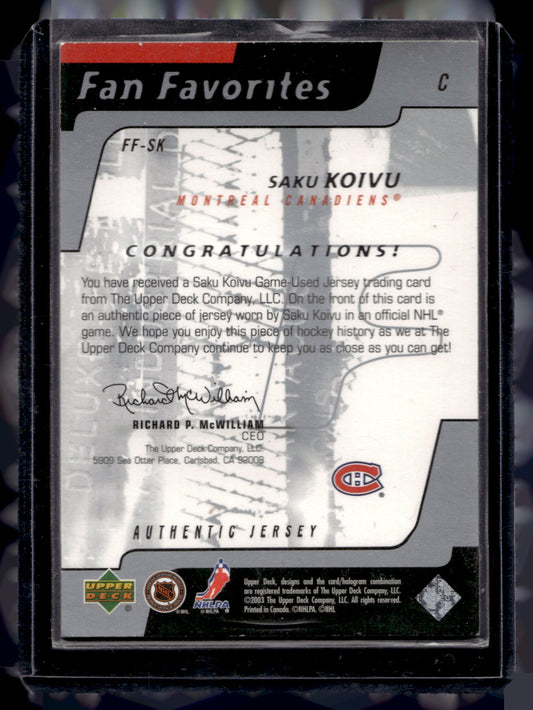 Fan Favorites
C
FF-SK
SAKU KOIVU
MONTREAL CANADIENS®
CONGRATULATIONS!
You have received a Saku Koivu Game-Used Jersey trading card
from The Upper Deck Company, LLC. On the front of this card is
an authentic piece of jersey worn by Saku Koivu in an official NHL®
game. We hope you enjoy this piece of hockey history as we at The
Upper Deck Company continue to keep you as close as you can get!
Richard McWilliam
RICHARD P. McWILLIAM
CEO
The Upper Deck Company, LLC.
5909 Sea Otter Place, Carlsbad, CA 92008
AUTHENTIC JERSEY
UPPER
DECK
NHL
©NHL
NHLPA
©NHLPA
Upper Deck, designs and the card/hologram combination
are registered trademarks of The Upper Deck Company, LLC.
©2003 The Upper Deck Company, LLC. All rights reserved.
Printed in Canada. ©NHLPA. ©NHL